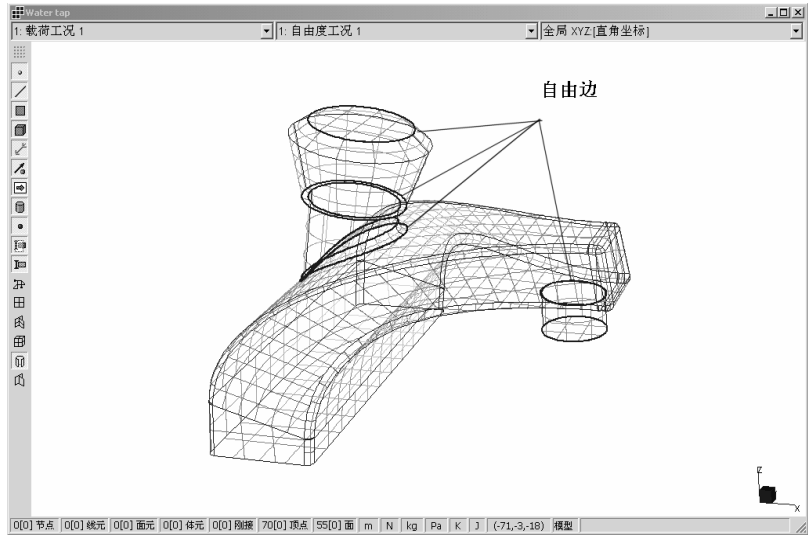 Water tap
1: 载荷工况 1 1: 自由度工况 1 全局 XYZ[直角坐标]
自由边
Z
X
0[0] 节点 0[0] 线元 0[0] 面元 0[0] 体元 0[0] 刚接 70[0] 顶点 55[0] 面 m N kg Pa K J (-71,-3,-18) 模型